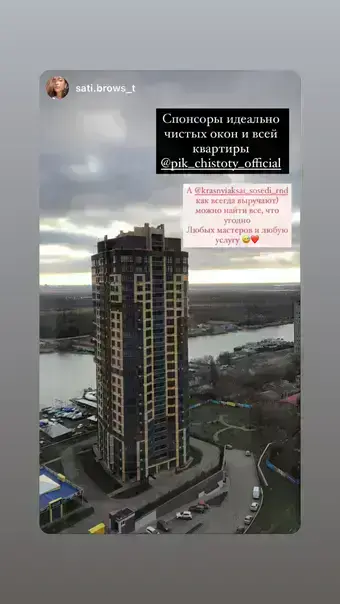 sati.brows_t
Спонсоры идеально
чистых окон и всей
квартиры
@pik_chistoty_official
А @krasnyiaksai_sosedi_rnd
как всегда выручают)
можно найти все, что
угодно
Любых мастеров и любую
услугу 😅❤️